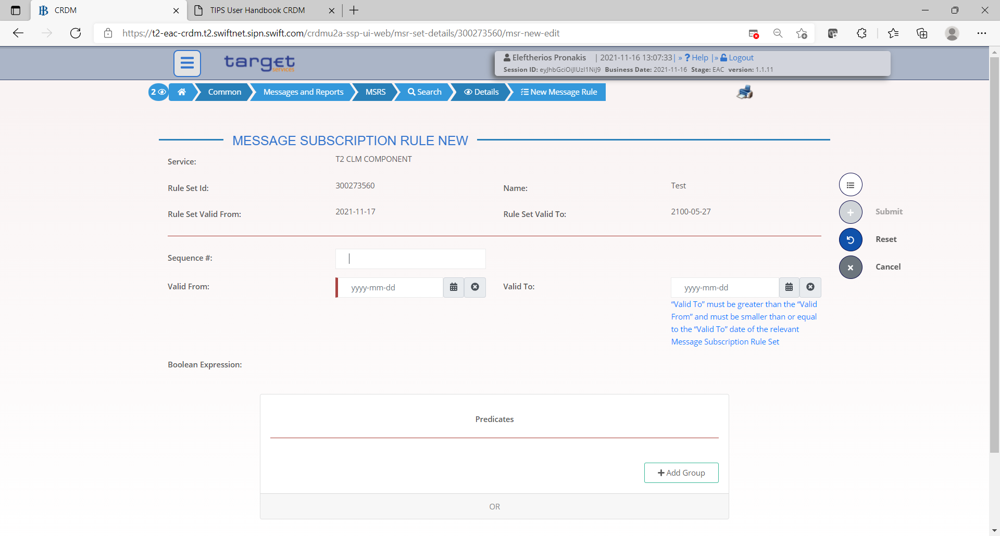 CRDM
TIPS User Handbook CRDM
https://t2-eac-crdm.t2.swiftnet.sipn.swift.com/crdmu2a-ssp-ui-web/msr-set-details/300273560/msr-new-edit
target
services
Eleftherios Pronakis | 2021-11-16 13:07:33| » ? Help |» Logout
Session ID: eyJhbGciOiJIUzI1NiJ9 Business Date: 2021-11-16 Stage: EAC version: 1.1.11
2 Common Messages and Reports MSRS Search Details New Message Rule
MESSAGE SUBSCRIPTION RULE NEW
Service: T2 CLM COMPONENT
Rule Set Id: 300273560 Name: Test
Rule Set Valid From: 2021-11-17 Rule Set Valid To: 2100-05-27
Submit
Reset
Cancel
Sequence #:
Valid From: yyyy-mm-dd Valid To: yyyy-mm-dd
“Valid To” must be greater than the “Valid
From” and must be smaller than or equal
to the “Valid To” date of the relevant
Message Subscription Rule Set
Boolean Expression:
Predicates
Add Group
OR